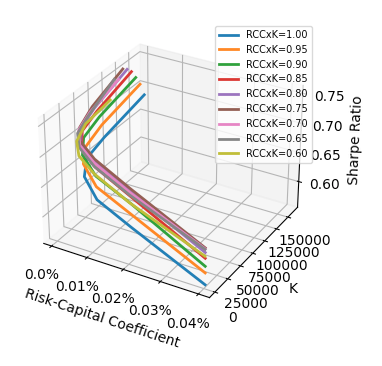 RCCxK=1.00
RCCxK=0.95
RCCxK=0.90
RCCxK=0.85
RCCxK=0.80
RCCxK=0.75
RCCxK=0.70
RCCxK=0.65
RCCxK=0.60
0.75
0.70
0.65
0.60
Sharpe Ratio
150000
125000
100000
75000
50000
25000
0
K
0.0%
0.01%
0.02%
0.03%
0.04%
Risk-Capital Coefficient